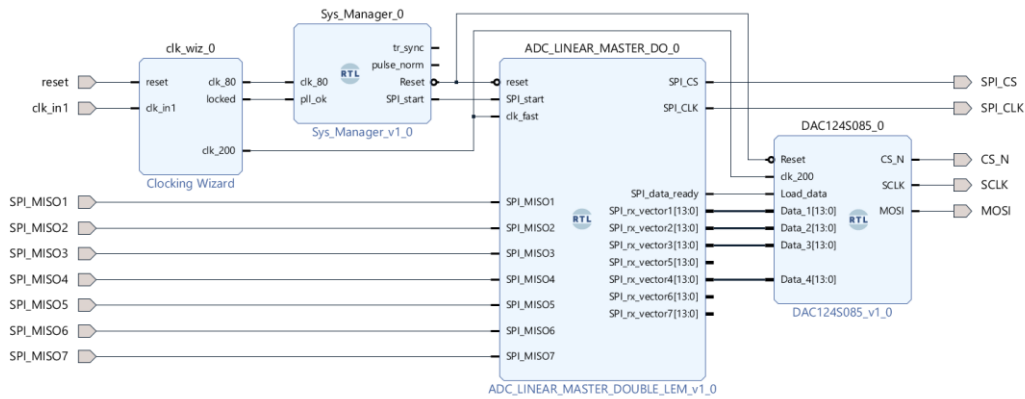 Sys_Manager_0
tr_sync
pulse_norm
clk_80
RTL
Reset
pll_ok
SPI_start
Sys_Manager_v1_0
clk_wiz_0
reset
clk_80
locked
clk_in1
clk_200
Clocking Wizard
reset
clk_in1
ADC_LINEAR_MASTER_DO_0
reset
SPI_CS
SPI_start
SPI_CLK
clk_fast
SPI_data_ready
SPI_MISO1
SPI_rx_vector1[13:0]
RTL
SPI_MISO2
SPI_rx_vector2[13:0]
SPI_rx_vector3[13:0]
SPI_MISO3
SPI_rx_vector5[13:0]
SPI_MISO4
SPI_rx_vector4[13:0]
SPI_rx_vector6[13:0]
SPI_MISO5
SPI_rx_vector7[13:0]
SPI_MISO6
SPI_MISO7
ADC_LINEAR_MASTER_DOUBLE_LEM_v1_0
SPI_MISO1
SPI_MISO2
SPI_MISO3
SPI_MISO4
SPI_MISO5
SPI_MISO6
SPI_MISO7
DAC124S085_0
Reset
CS_N
clk_200
SCLK
Load_data
Data_1[13:0]
MOSI
RTL
Data_2[13:0]
Data_3[13:0]
Data_4[13:0]
DAC124S085_v1_0
SPI_CS
SPI_CLK
CS_N
SCLK
MOSI